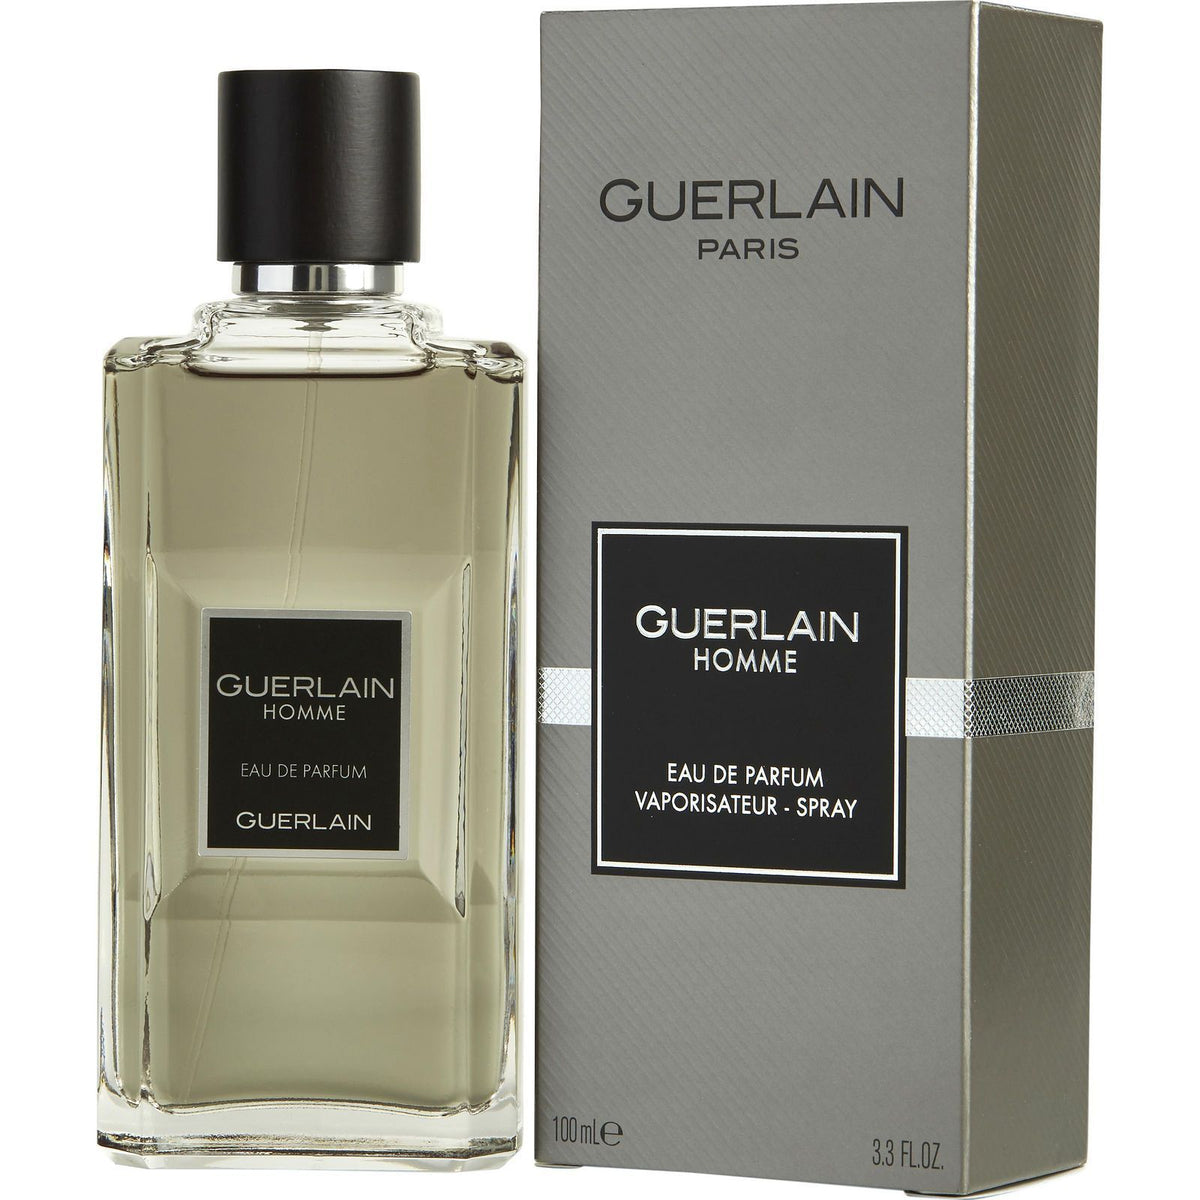 GUERLAIN
HOMME
EAU DE PARFUM
GUERLAIN
GUERLAIN
PARIS
GUERLAIN
HOMME
EAU DE PARFUM
VAPORISATEUR - SPRAY
100 mL ℮
3.3 FL.OZ.